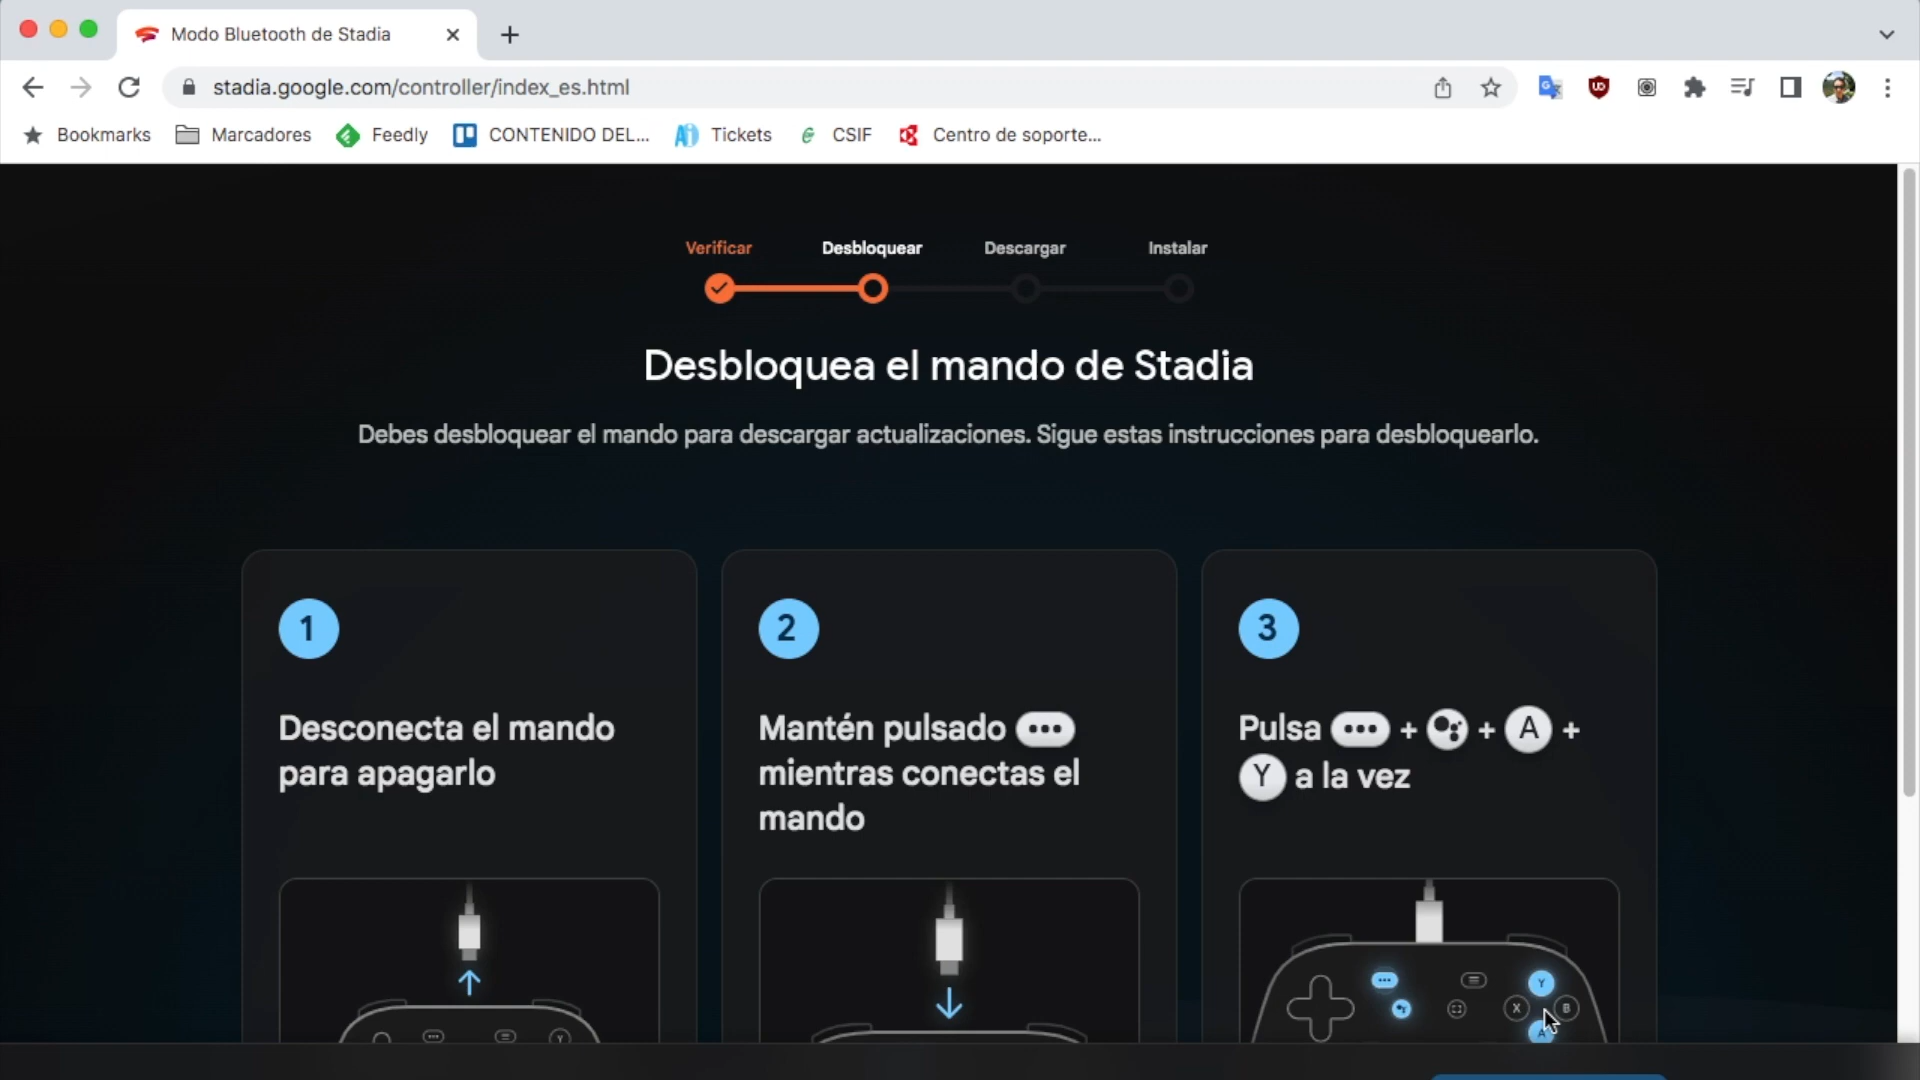 Modo Bluetooth de Stadia
stadia.google.com/controller/index_es.html
Bookmarks Marcadores Feedly CONTENIDO DEL... Tickets CSIF Centro de soporte...
Verificar Desbloquear Descargar Instalar
Desbloquea el mando de Stadia
Debes desbloquear el mando para descargar actualizaciones. Sigue estas instrucciones para desbloquearlo.
1
Desconecta el mando
para apagarlo
2
Mantén pulsado
mientras conectas el
mando
3
Pulsa + + A +
Y a la vez
Y
X B
A
Y